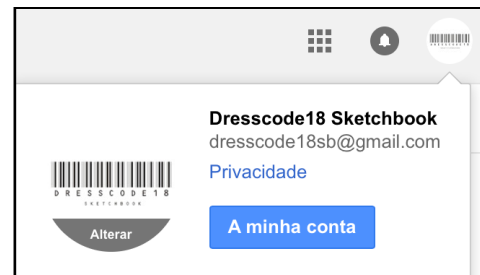 Dresscode18 Sketchbook
dresscode18sb@gmail.com
Privacidade
DRESSCODE18
SKETCHBOOK
Alterar
A minha conta